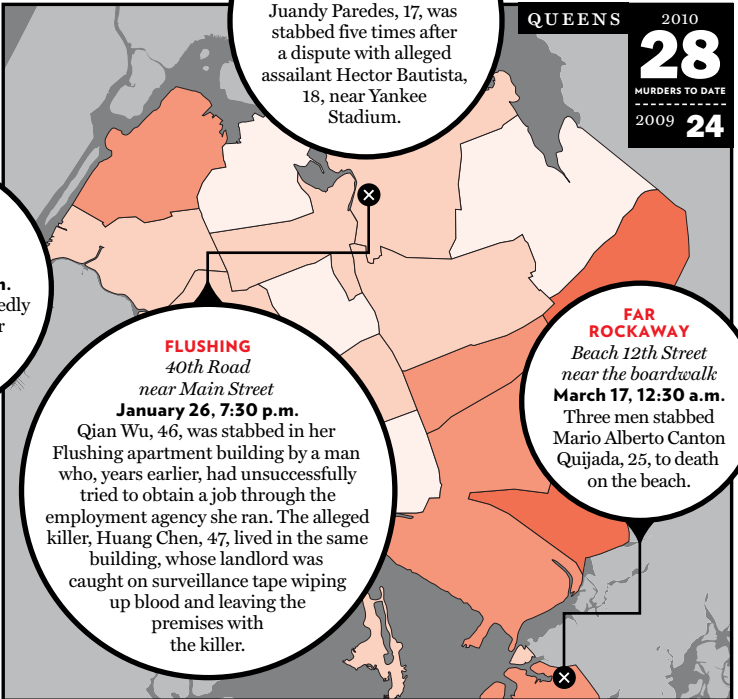 Juandy Paredes, 17, was
stabbed five times after
a dispute with alleged
assailant Hector Bautista,
18, near Yankee
Stadium.
QUEENS
2010
28
MURDERS TO DATE
2009 24
FLUSHING
40th Road
near Main Street
January 26, 7:30 p.m.
Qian Wu, 46, was stabbed in her
Flushing apartment building by a man
who, years earlier, had unsuccessfully
tried to obtain a job through the
employment agency she ran. The alleged
killer, Huang Chen, 47, lived in the same
building, whose landlord was
caught on surveillance tape wiping
up blood and leaving the
premises with
the killer.
FAR
ROCKAWAY
Beach 12th Street
near the boardwalk
March 17, 12:30 a.m.
Three men stabbed
Mario Alberto Canton
Quijada, 25, to death
on the beach.